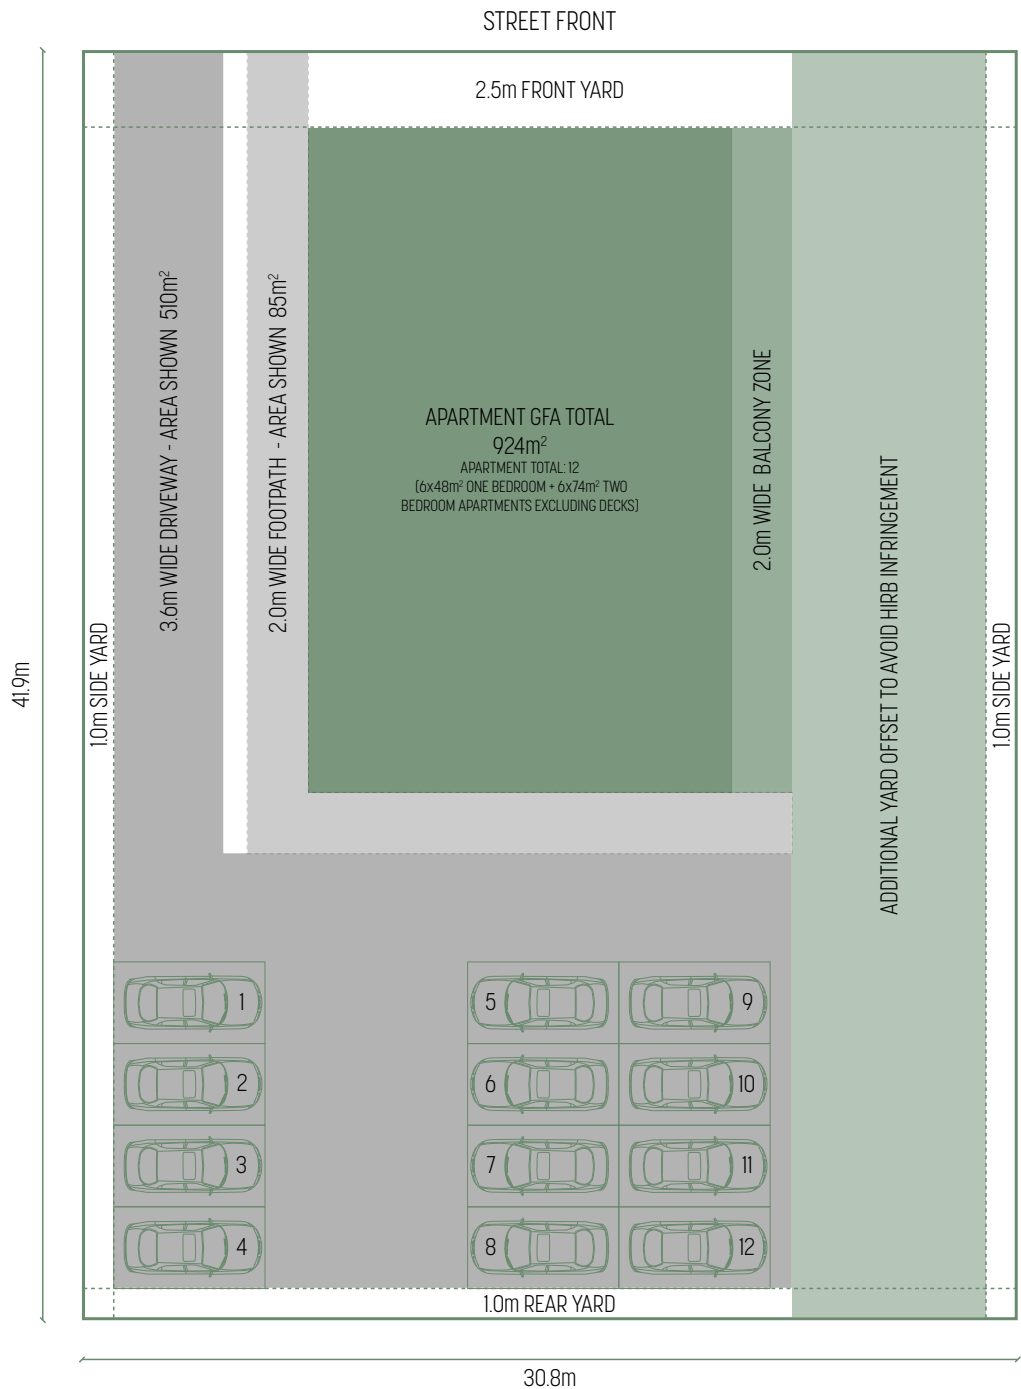 STREET FRONT
2.5m FRONT YARD
3.6m WIDE DRIVEWAY - AREA SHOWN 510m²
2.0m WIDE FOOTPATH - AREA SHOWN 85m²
APARTMENT GFA TOTAL
924m²
APARTMENT TOTAL: 12
(6x48m² ONE BEDROOM + 6x74m² TWO
BEDROOM APARTMENTS EXCLUDING DECKS)
2.0m WIDE BALCONY ZONE
ADDITIONAL YARD OFFSET TO AVOID HIRB INFRINGEMENT
41.9m
1.0m SIDE YARD
1.0m SIDE YARD
1
5
9
2
6
10
3
7
11
4
8
12
1.0m REAR YARD
30.8m